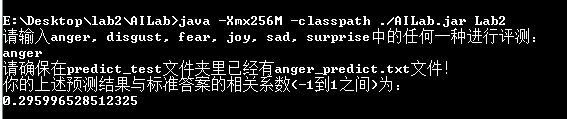 E:\Desktop\lab2\AILab>java -Xmx256M -classpath ./AILab.jar Lab2
请输入anger, disgust, fear, joy, sad, surprise中的任何一种进行评测：
anger
请确保在predict_test文件夹里已经有anger_predict.txt文件！
你的上述预测结果与标准答案的相关系数(-1到1之间)为：
0.295996528512325